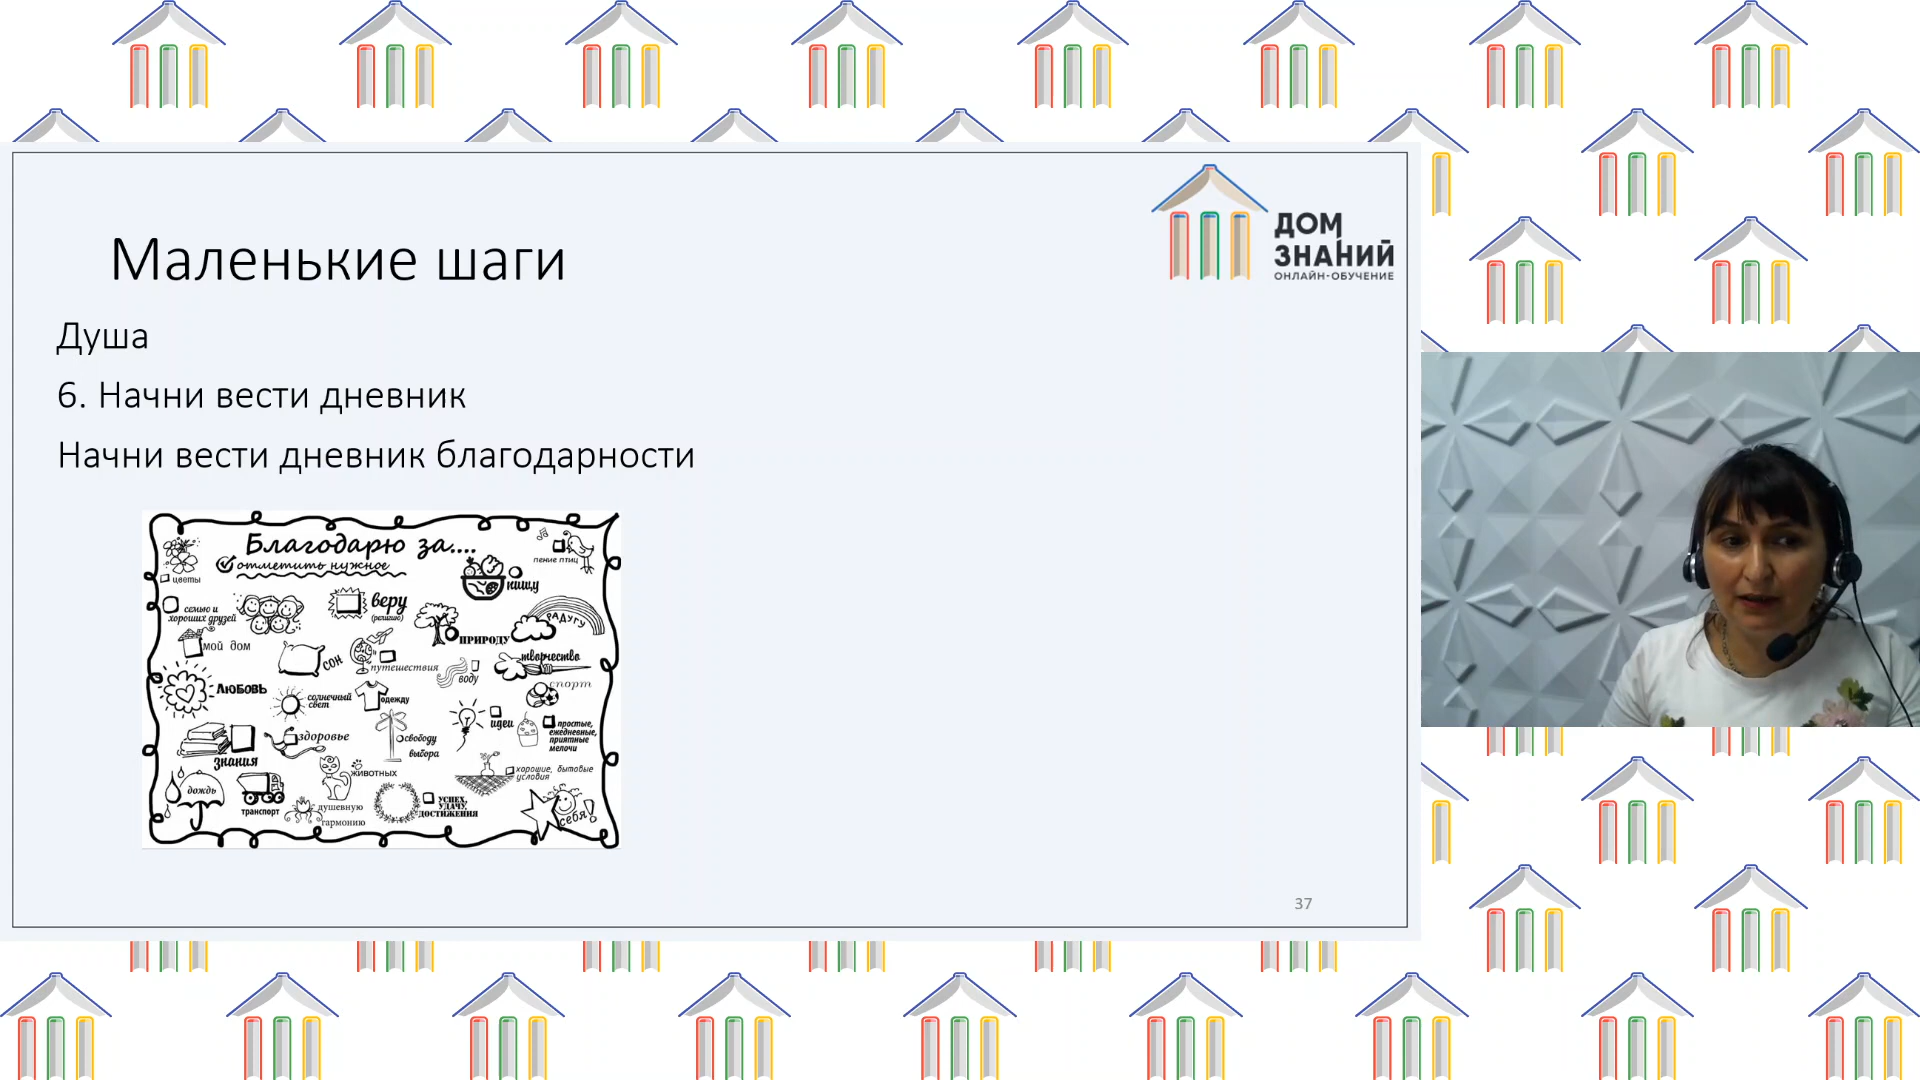 ДОМ
ЗНАНИЙ
ОНЛАЙН-ОБУЧЕНИЕ
Маленькие шаги
Душа
6. Начни вести дневник
Начни вести дневник благодарности
Благодарю за....
отметить нужное
цветы
пение птиц
пищу
семью и
хороших друзей
веру
(религию)
природу
РАДУГУ
мой дом
сон
путешествия
воду
творчество
спорт
ЛЮБОВЬ
солнечный
свет
одежду
идеи
простые,
ежедневные,
приятные
мелочи
знания
здоровье
свободу
выбора
животных
хорошие, бытовые
условия
дождь
транспорт
душевную
гармонию
УСПЕХ,
УДАЧУ,
ДОСТИЖЕНИЯ
себя!
37